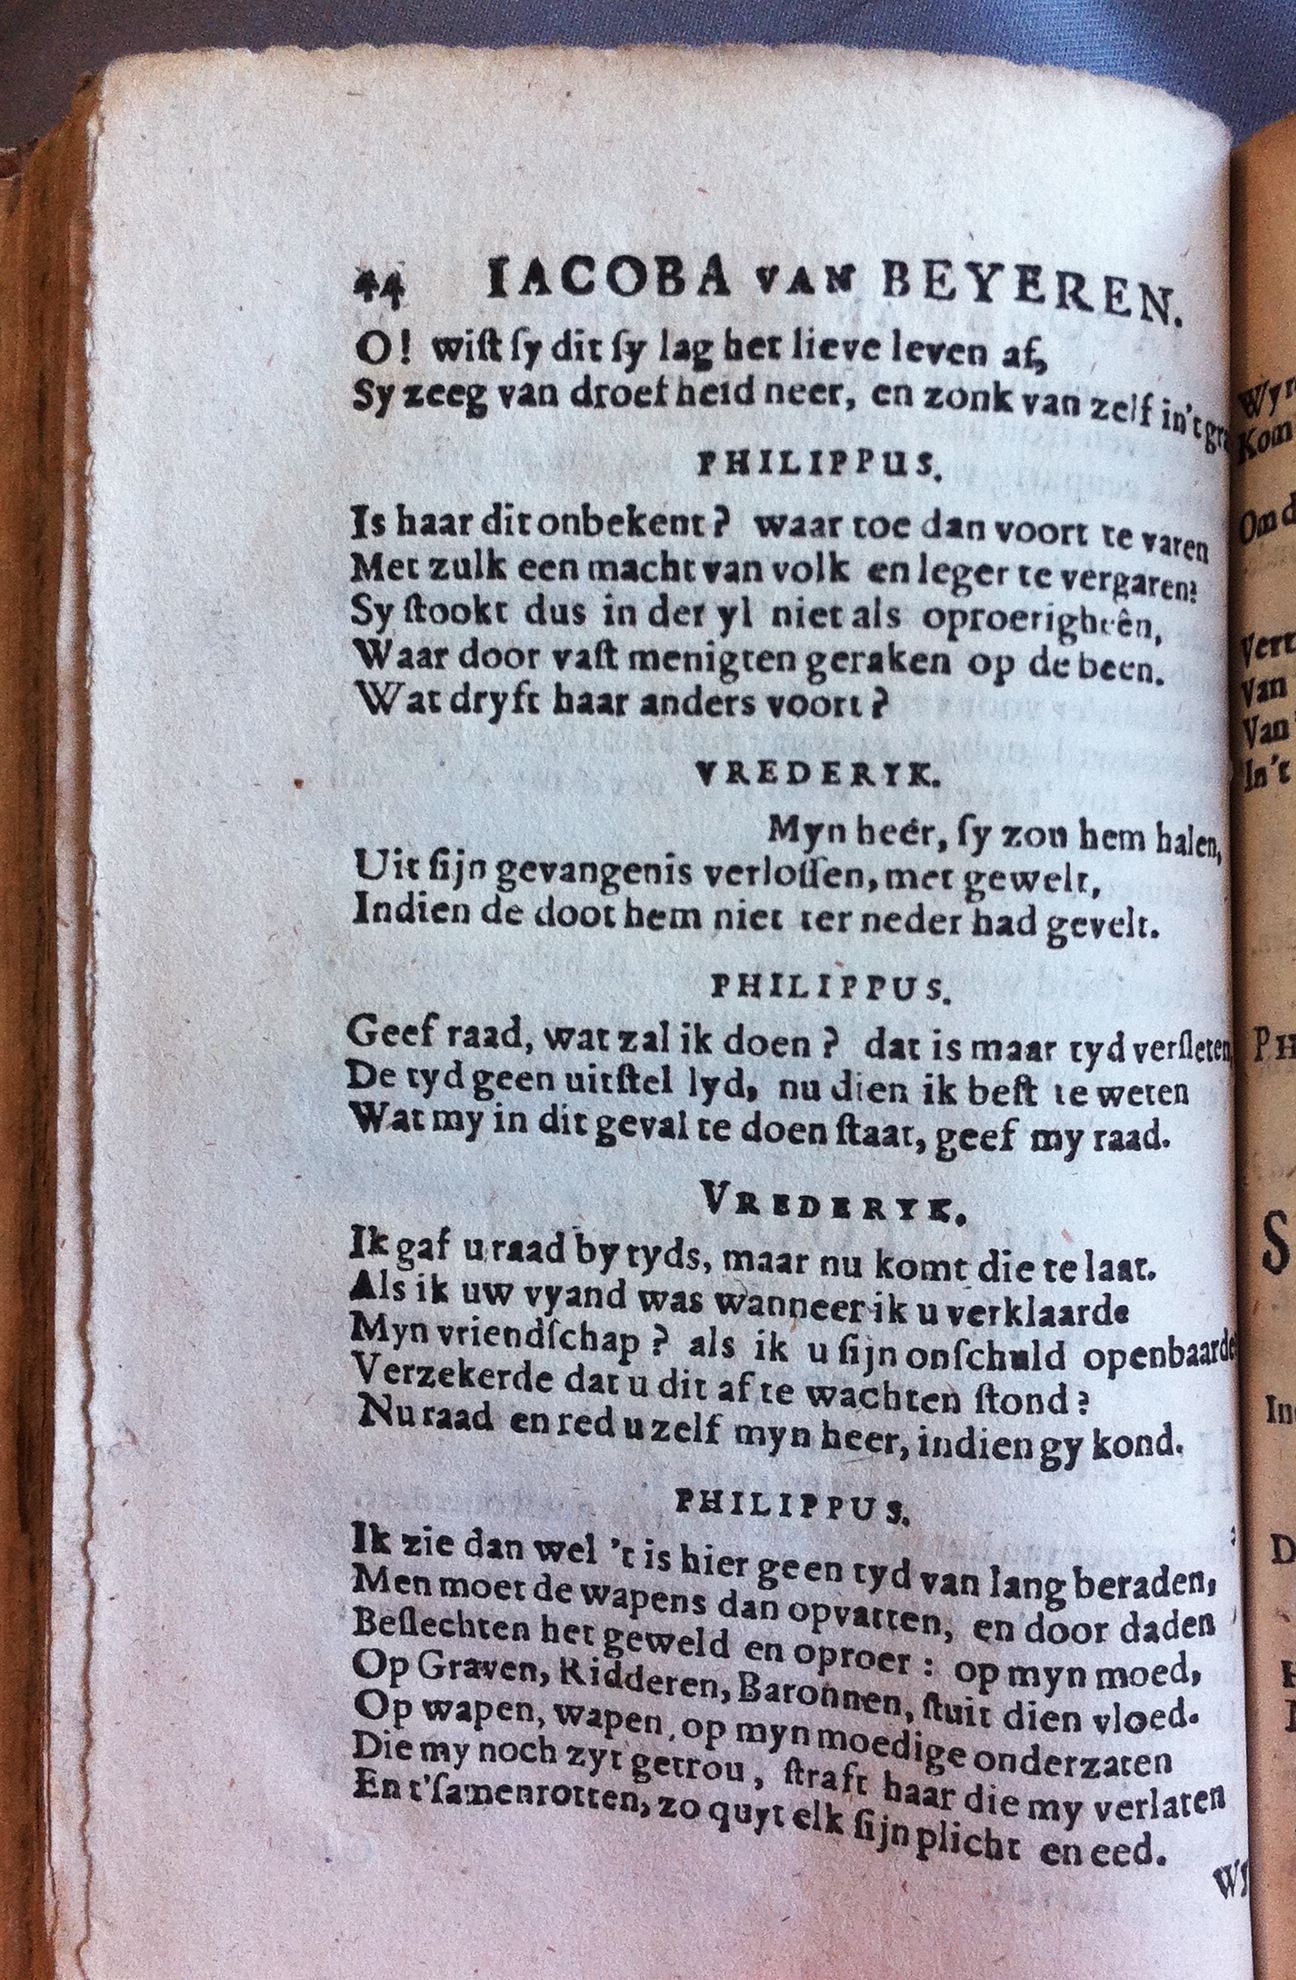 44 IACOBA VAN BEYEREN.
O! wiſt ſy dit ſy lag het lieve leven af,
Sy zeeg van droefheid neer, en zonk van zelf in't
PHILIPPUS.
Is haar dit onbekent? waar toe dan voort te varen
Met zulk een macht van volk en leger te vergaren?
Sy ſtookt dus in der yl niet als oproerigheên,
Waar door vaſt menigten geraken op de been.
Wat dryft haar anders voort?
VREDERYK.
Myn heér, ſy zou hem halen,
Uit ſijn gevangenis verloſſen, met gewelt,
Indien de doot hem niet ter neder had gevelt.
PHILIPPUS.
Geef raad, wat zal ik doen? dat is maar tyd verſleten
De tyd geen uitſtel lyd, nu dien ik beſt te weten
Wat my in dit geval te doen ſtaat, geef my raad.
VREDERYK.
Ik gaf u raad by tyds, maar nu komt die te laat.
Als ik uw vyand was wanneer ik u verklaarde
Myn vriendſchap? als ik u ſijn onſchuld openbaarde
Verzekerde dat u dit af te wachten ſtond?
Nu raad en red u zelf myn heer, indien gy kond.
PHILIPPUS.
Ik zie dan wel 't is hier geen tyd van lang beraden,
Men moet de wapens dan opvatten, en door daden
Beſlechten het geweld en oproer: op myn moed,
Op Graven, Ridderen, Baronnen, ſtuit dien vloed.
Op wapen, wapen, op myn moedige onderzaten
Die my noch zyt getrou, ſtraft haar die my verlaten
En t'ſamenrotten, zo quyt elk ſijn plicht en eed.
Kom
Om
Van
Van
In't